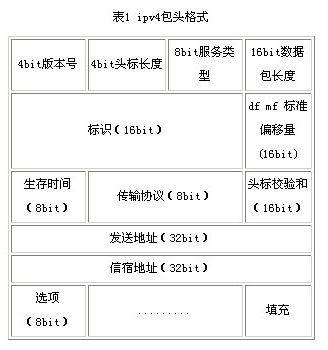 表1 ipv4包头格式
4bit版本号
4bit头标长度
8bit服务类
型
16bit数据
包长度
标识（16bit）
df mf 标准
偏移量
(16bit)
生存时间
（8bit）
传输协议（8bit）
头标校验和
（16bit）
发送地址（32bit）
信宿地址（32bit）
选项
（8bit）
.........
填充